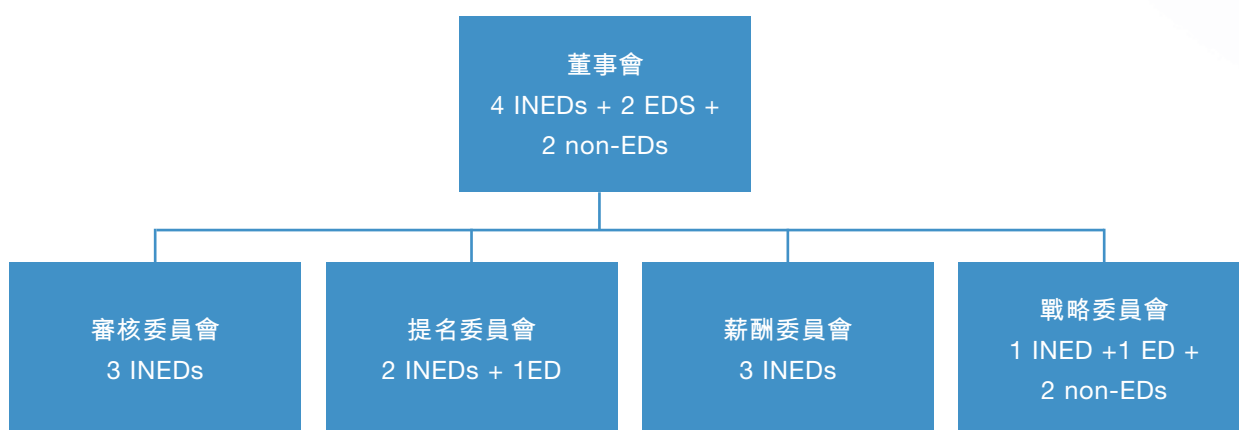 董事會
4 INEDs + 2 EDS +
2 non-EDs
審核委員會
3 INEDs
提名委員會
2 INEDs + 1ED
薪酬委員會
3 INEDs
戰略委員會
1 INED +1 ED +
2 non-EDs